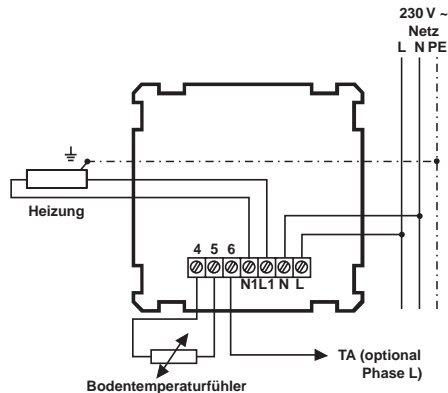 230 V ~
Netz
L N PE
Heizung
4 5 6
N1 L1 N L
TA (optional
Phase L)
Bodentemperaturfühler